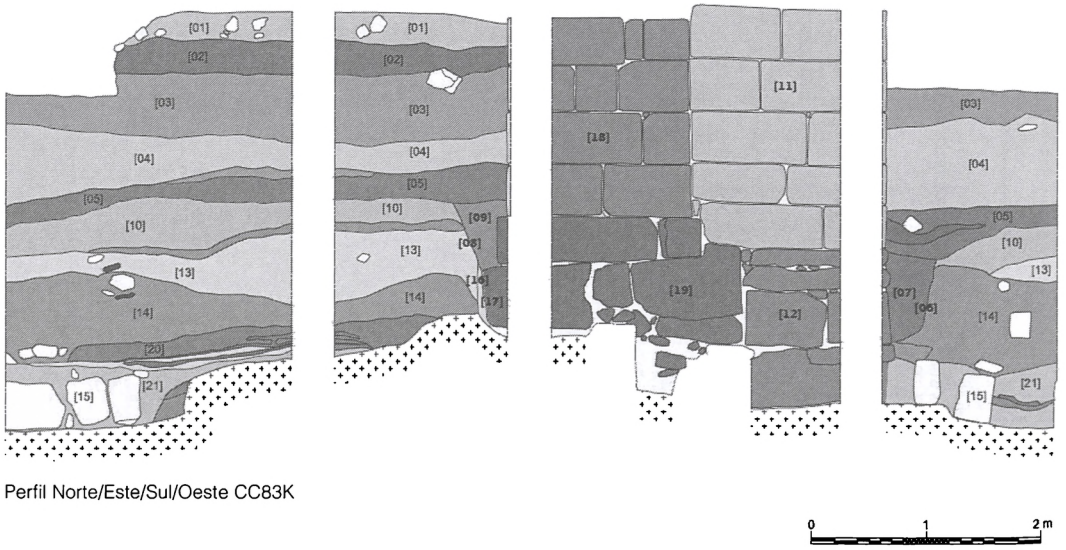 [01] [01]
[02] [02] [11]
[03] [03] [03]
[18]
[04] [04] [04]
[05] [05]
[10] [10] [09] [05]
[10]
[13] [13] [08] [13]
[16] [19] [07] [06]
[14] [14] [17] [12] [14]
[20]
[15] [21] [15] [21]
Perfil Norte/Este/Sul/Oeste CC83K
0 1 2 m